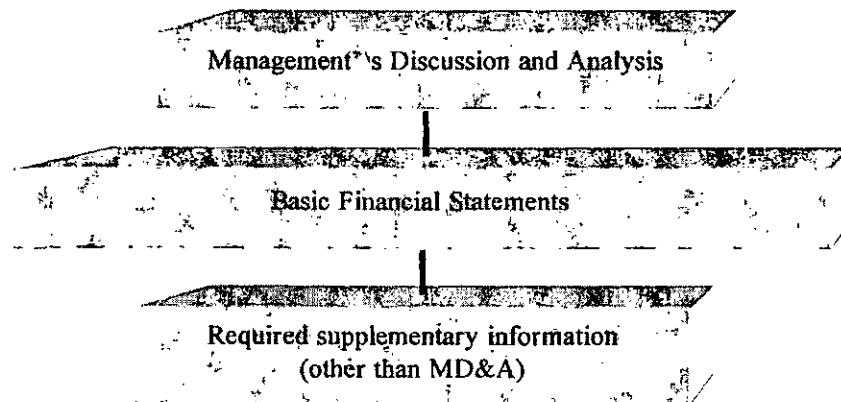 Management's Discussion and Analysis
Basic Financial Statements
Required supplementary information
(other than MD&A)